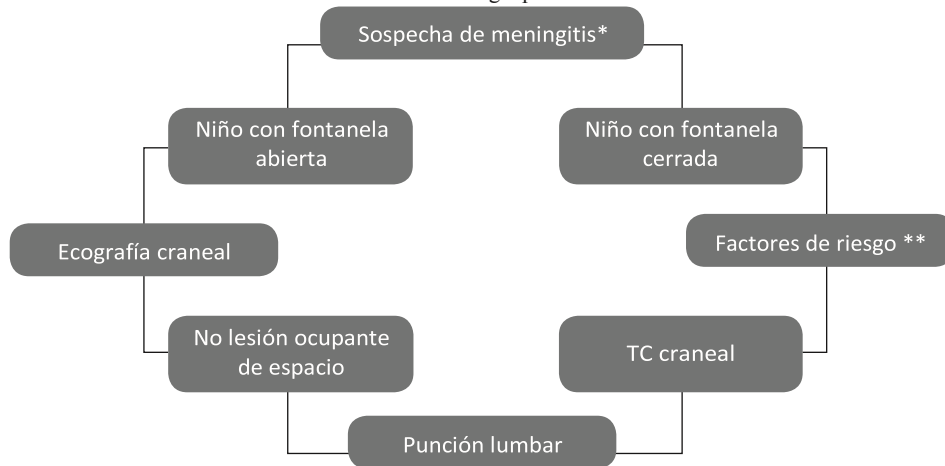 Sospecha de meningitis*
Niño con fontanela
abierta
Niño con fontanela
cerrada
Ecografía craneal
Factores de riesgo **
No lesión ocupante
de espacio
TC craneal
Punción lumbar